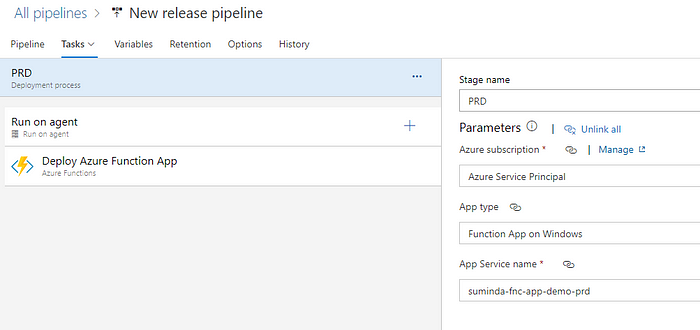 All pipelines > New release pipeline
Pipeline Tasks Variables Retention Options History
PRD
Deployment process
Run on agent
Run on agent
Deploy Azure Function App
Azure Functions
Stage name
PRD
Parameters | Unlink all
Azure subscription * | Manage
Azure Service Principal
App type
Function App on Windows
App Service name *
suminda-fnc-app-demo-prd